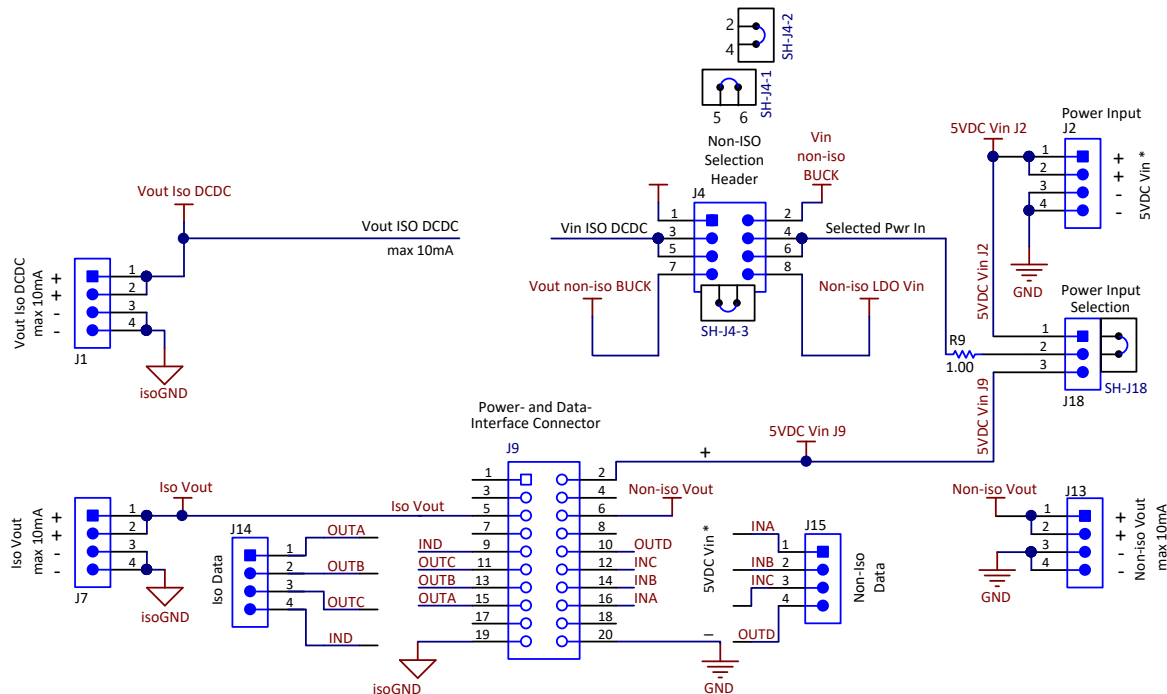 2
4
SH-J4-2
SH-J4-1
5 6
Non-ISO
Selection
Header
J4
Vin
non-iso
BUCK
1 2
3 4
5 6
7 8
Vin ISO DCDC
Selected Pwr In
Vout non-iso BUCK
Non-iso LDO Vin
SH-J4-3
Vout Iso DCDC
Vout ISO DCDC
max 10mA
Vout Iso DCDC
max 10mA
+
+
-
-
1
2
3
4
J1
isoGND
Power Input
J2
5VDC Vin J2
1
2
3
4
+
+
-
-
5VDC Vin *
GND
5VDC Vin J2
Power Input
Selection
1
2
3
J18
SH-J18
R9
1.00
5VDC Vin J9
Power- and Data-
Interface Connector
J9
5VDC Vin J9
+
1 2
3 4
5 6
7 8
9 10
11 12
13 14
15 16
17 18
19 20
Iso Vout
Non-iso Vout
IND
OUTC
OUTB
OUTA
OUTD
INC
INB
INA
isoGND
GND
–
Iso Vout
Iso Vout
max 10mA
+
+
-
-
1
2
3
4
J7
isoGND
J14
Iso Data
1
2
3
4
OUTA
OUTB
OUTC
IND
5VDC Vin *
J15
INA
INB
INC
OUTD
1
2
3
4
Non-Iso
Data
Non-iso Vout
J13
1
2
3
4
+
+
-
-
Non-iso Vout
max 10mA
GND